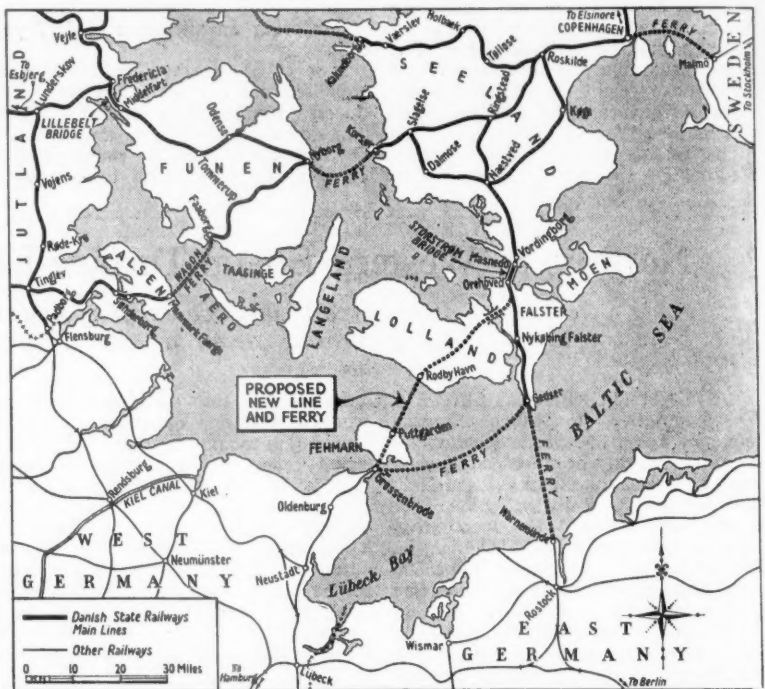 To Elsinore
COPENHAGEN
FERRY
Malmö
To Stockholm
SWEDEN
Vejle
Holbæk
Værslev
Tølløse
Kalundborg
Roskilde
To Esbjerg
Lunderskov
Fredericia
Middelfart
SEELAND
Ringsted
Slagelse
Køge
LILLEBELT
BRIDGE
JUTLAND
Odense
Nyborg
Korsør
FERRY
Dalmose
Næstved
Tommerup
FUNEN
Vojens
Faaborg
Røde-Kro
WAGON
FERRY
TAASINGE
STORSTRØM
BRIDGE
Masnedø
Vordingborg
MOEN
Orehoved
ALSEN
AERO
LANGELAND
Tinglev
Padborg
Sønderborg
Flensburg
LOLLAND
FALSTER
Nykøbing Falster
Rodby Havn
PROPOSED
NEW LINE
AND FERRY
Gedser
BALTIC SEA
Puttgarden
FEHMARN
FERRY
FERRY
Grossenbrode
Rendsburg
KIEL CANAL
Kiel
Oldenburg
Warnemünde
WEST
GERMANY
Neumünster
Neustadt
Lübeck Bay
Rostock
EAST
GERMANY
Wismar
Danish State Railways
Main Lines
Other Railways
0 10 20 30 Miles
To Hamburg
Lübeck
To Berlin